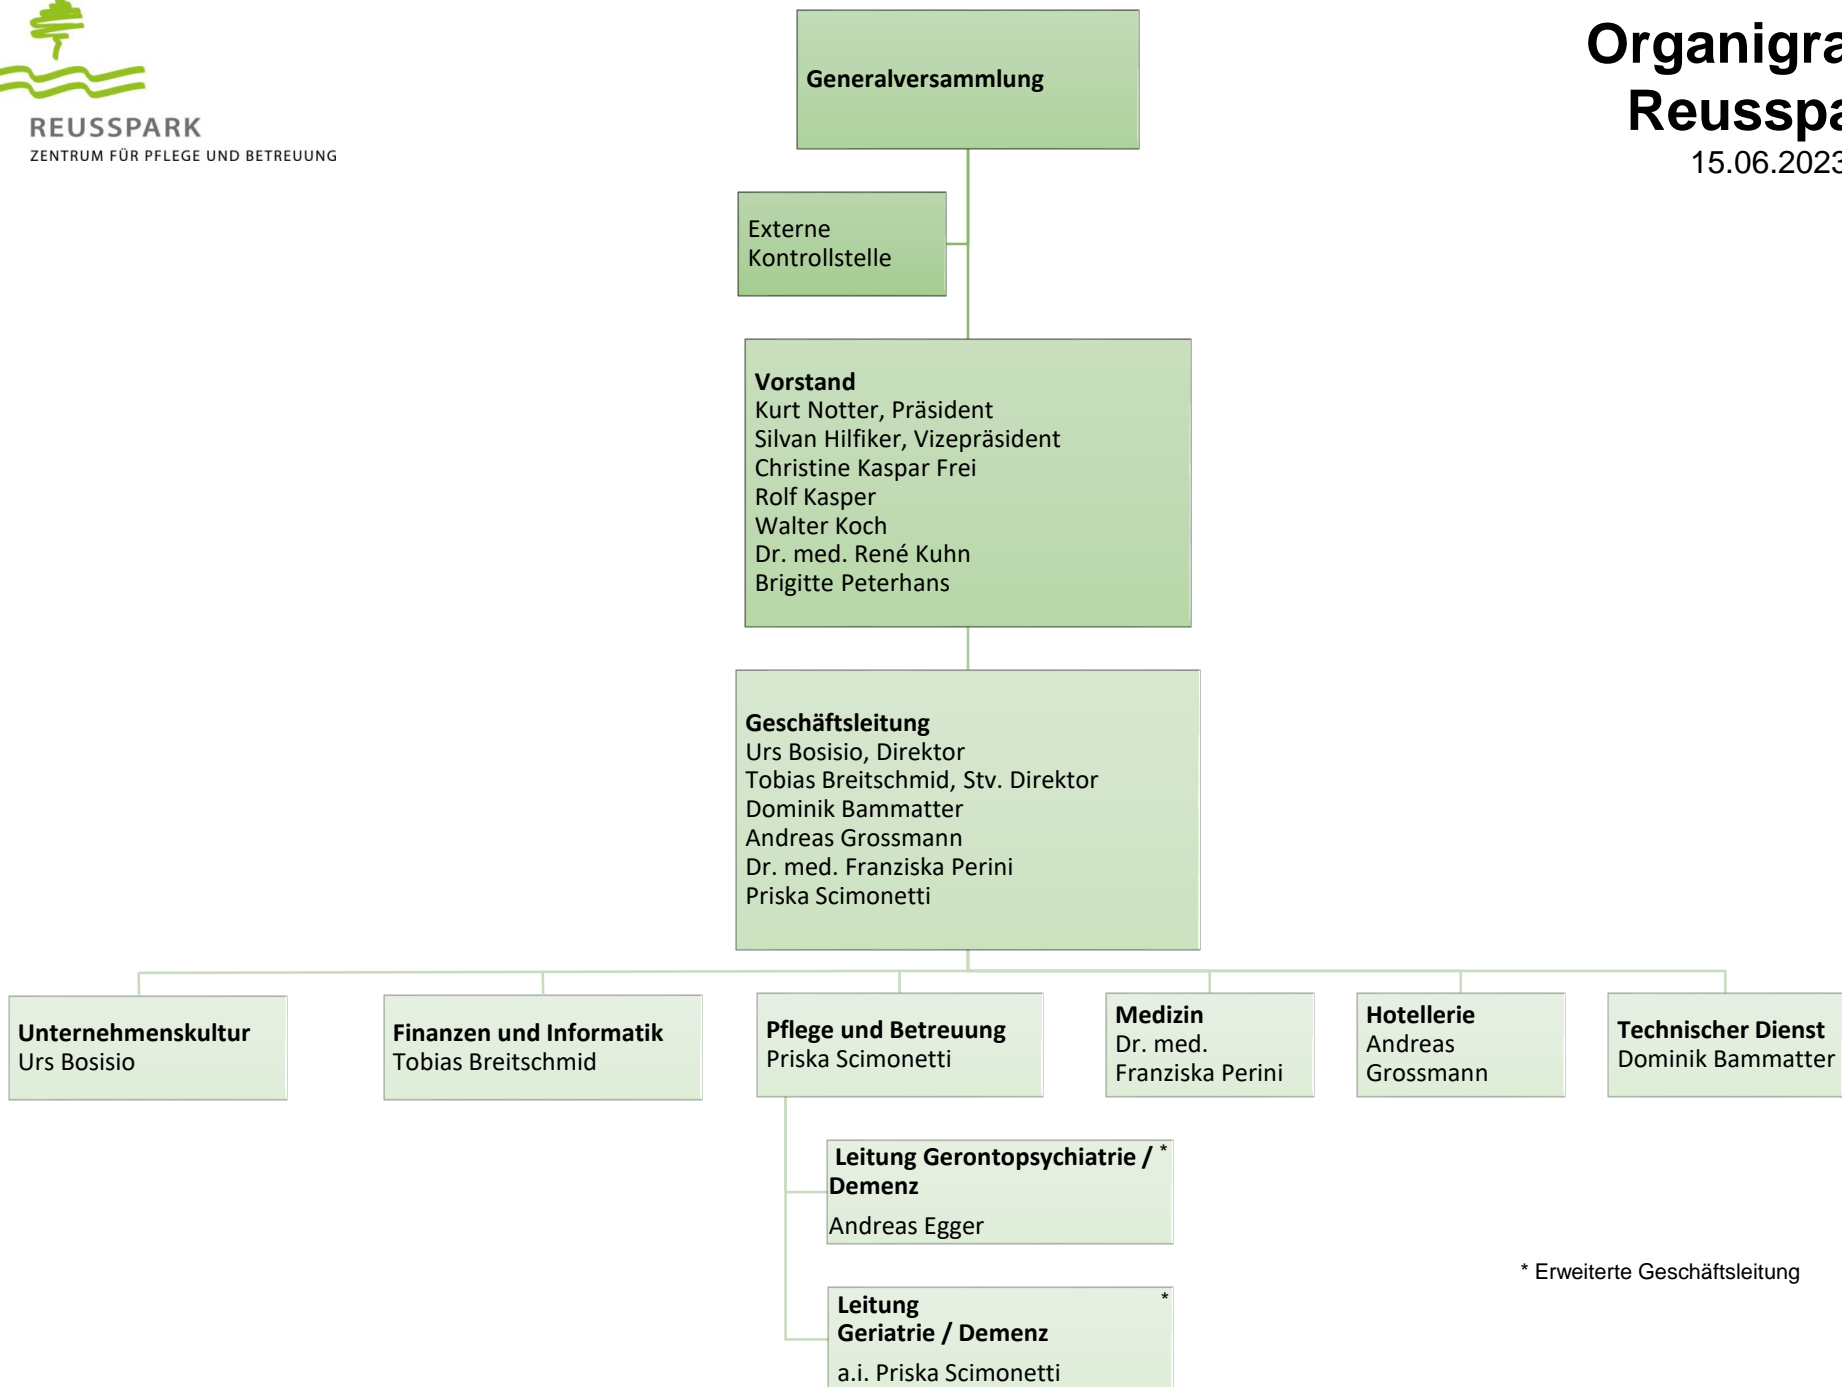 REUSSPARK
ZENTRUM FÜR PFLEGE UND BETREUUNG
15.06.2023
Generalversammlung
Externe
Kontrollstelle
Vorstand
Kurt Notter, Präsident
Silvan Hilfiker, Vizepräsident
Christine Kaspar Frei
Rolf Kasper
Walter Koch
Dr. med. René Kuhn
Brigitte Peterhans
Geschäftsleitung
Urs Bosisio, Direktor
Tobias Breitschmid, Stv. Direktor
Dominik Bammatter
Andreas Grossmann
Dr. med. Franziska Perini
Priska Scimonetti
Unternehmenskultur
Urs Bosisio
Finanzen und Informatik
Tobias Breitschmid
Pflege und Betreuung
Priska Scimonetti
Medizin
Dr. med.
Franziska Perini
Hotellerie
Andreas
Grossmann
Technischer Dienst
Dominik Bammatter
Leitung Gerontopsychiatrie / *
Demenz
Andreas Egger
Leitung *
Geriatrie / Demenz
a.i. Priska Scimonetti
* Erweiterte Geschäftsleitung